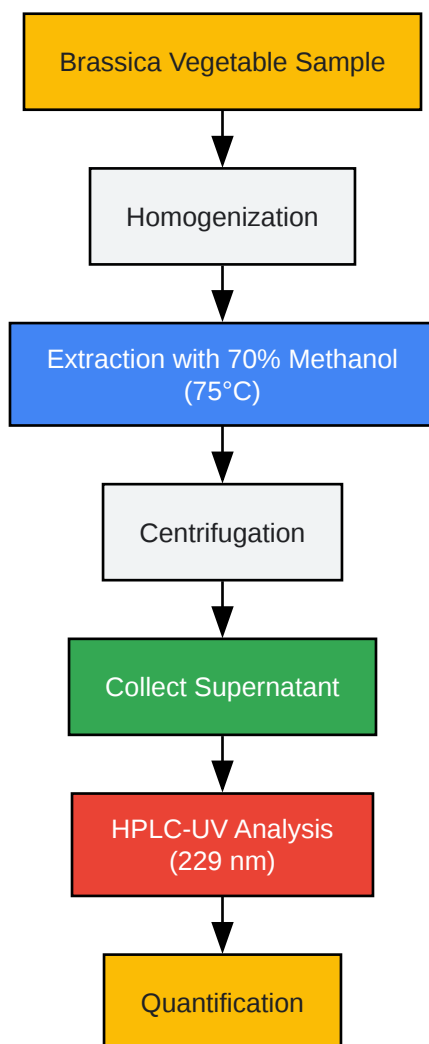 Brassica Vegetable Sample
Homogenization
Extraction with 70% Methanol
(75°C)
Centrifugation
Collect Supernatant
HPLC-UV Analysis
(229 nm)
Quantification